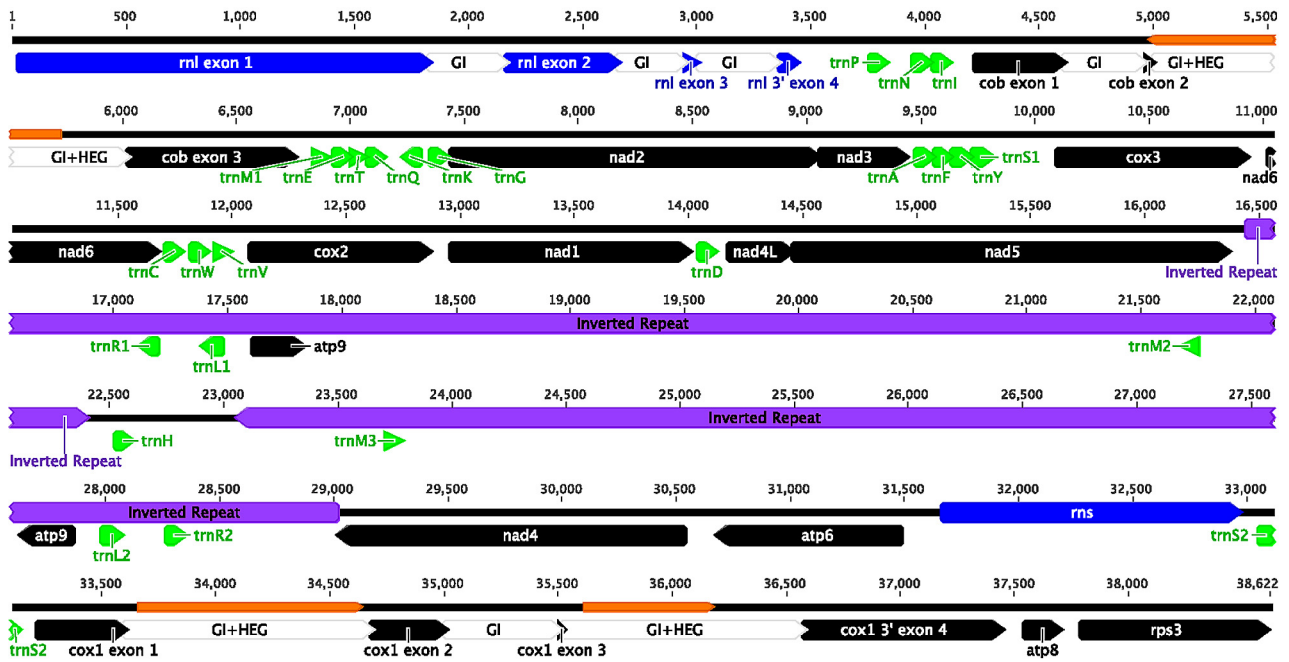 1 500 1,000 1,500 2,000 2,500 3,000 3,500 4,000 4,500 5,000 5,500
rnl exon 1 GI rnl exon 2 GI GI trnP cob exon 1 GI GI+HEG
rnl exon 3 rnl 3' exon 4 trnN trnI cob exon 2
6,000 6,500 7,000 7,500 8,000 8,500 9,000 9,500 10,000 10,500 11,000
GI+HEG cob exon 3 nad2 nad3 trnS1 cox3
trnM1 trnE trnT trnQ trnK trnG trnA trnF trnY nad6
11,500 12,000 12,500 13,000 13,500 14,000 14,500 15,000 15,500 16,000 16,500
nad6 cox2 nad1 nad4L nad5
trnC trnW trnV trnD Inverted Repeat
17,000 17,500 18,000 18,500 19,000 19,500 20,000 20,500 21,000 21,500 22,000
Inverted Repeat
trnR1 atp9 trnM2
trnL1
22,500 23,000 23,500 24,000 24,500 25,000 25,500 26,000 26,500 27,000 27,500
Inverted Repeat
trnH trnM3
Inverted Repeat
28,000 28,500 29,000 29,500 30,000 30,500 31,000 31,500 32,000 32,500 33,000
Inverted Repeat rns
atp9 trnR2 nad4 atp6 trnS2
trnL2
33,500 34,000 34,500 35,000 35,500 36,000 36,500 37,000 37,500 38,000 38,622
GI+HEG GI GI+HEG cox1 3' exon 4 rps3
trnS2 cox1 exon 1 cox1 exon 2 cox1 exon 3 atp8